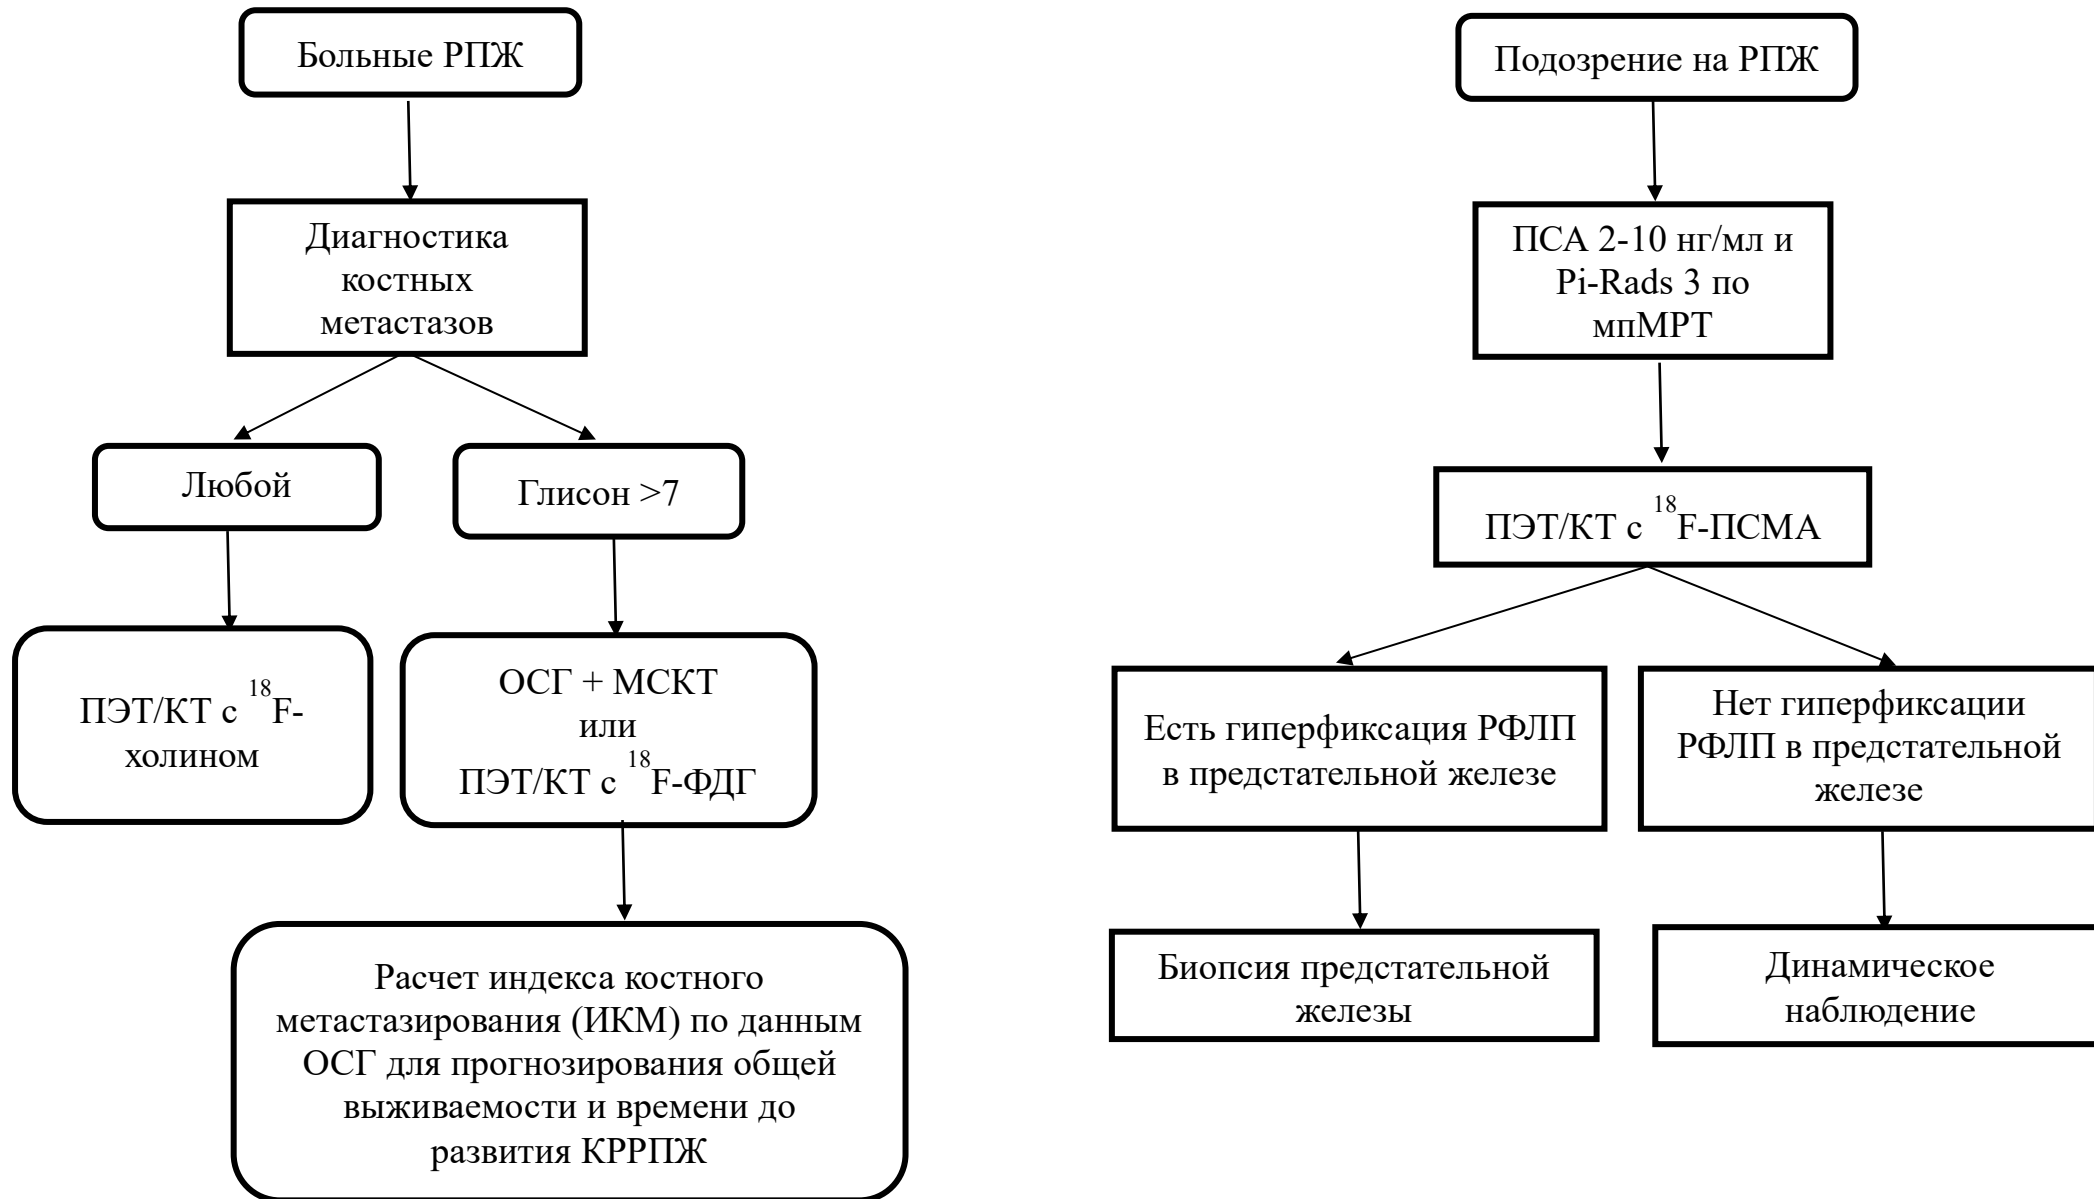 Больные РПЖ
Диагностика
костных
метастазов
Любой
Глисон >7
ПЭТ/КТ с ¹⁸F-
холином
ОСГ + МСКТ
или
ПЭТ/КТ с ¹⁸F-ФДГ
Расчет индекса костного
метастазирования (ИКМ) по данным
ОСГ для прогнозирования общей
выживаемости и времени до
развития КРРПЖ
Подозрение на РПЖ
ПСА 2-10 нг/мл и
Pi-Rads 3 по
мпМРТ
ПЭТ/КТ с ¹⁸F-ПСМА
Есть гиперфиксация РФЛП
в предстательной железе
Нет гиперфиксации
РФЛП в предстательной
железе
Биопсия предстательной
железы
Динамическое
наблюдение